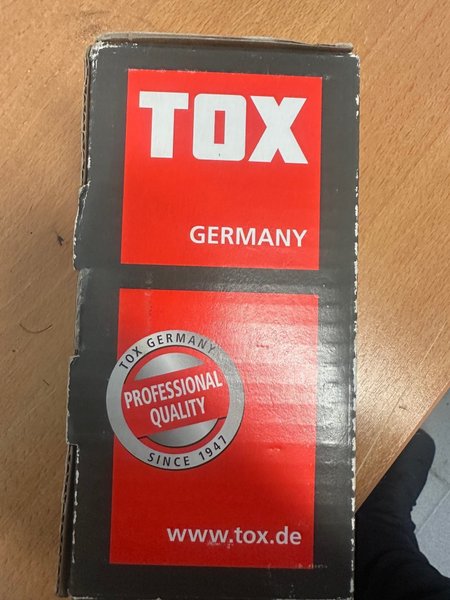 TOX
GERMANY
TOX GERMANY
PROFESSIONAL
QUALITY
SINCE 1947
www.tox.de